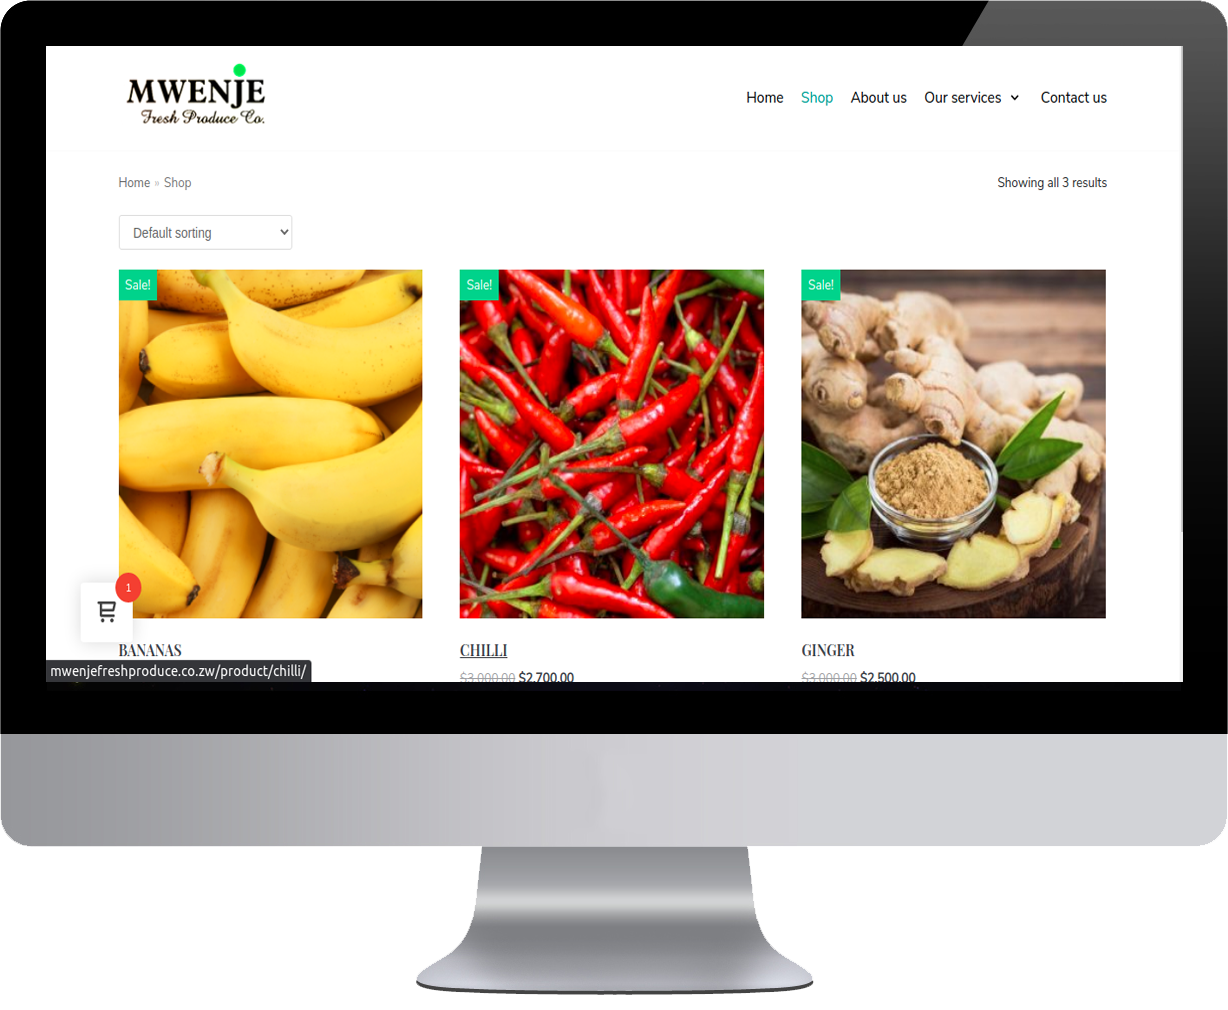 MWENJE
Fresh Produce Co.
Home Shop About us Our services Contact us
Home » Shop
Showing all 3 results
Default sorting
Sale!
Sale!
Sale!
1
BANANAS
CHILLI
GINGER
$3,000.00 $2,700.00
$3,000.00 $2,500.00
mwenjefreshproduce.co.zw/product/chilli/